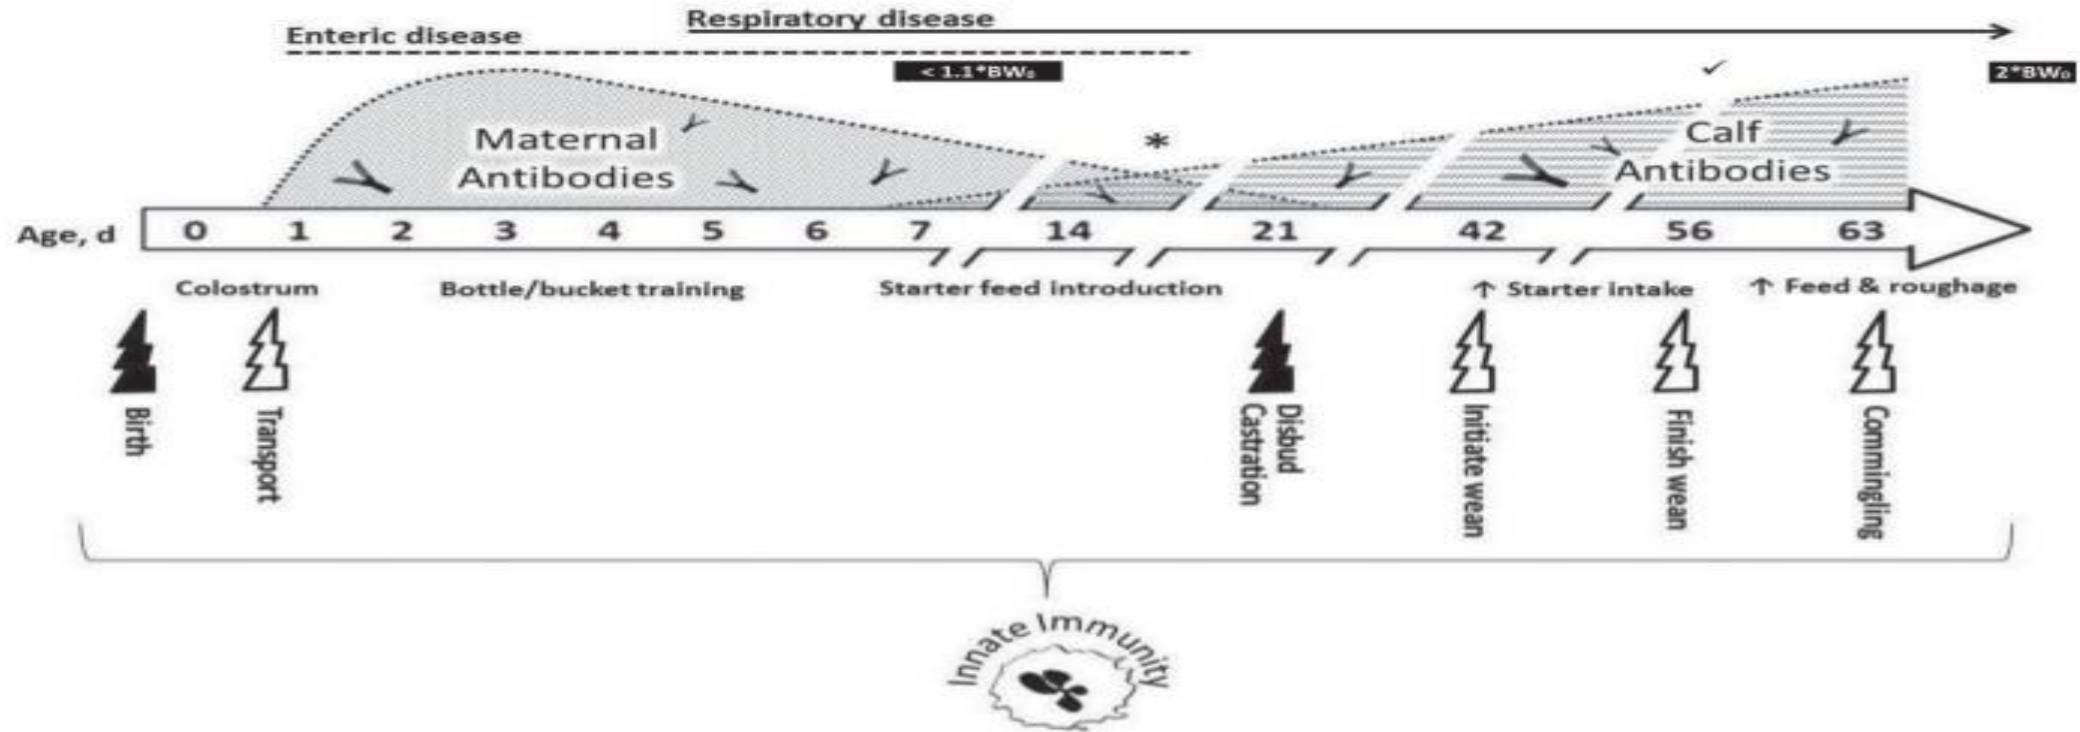 Respiratory disease
Enteric disease
< 1.1*BW₀
2*BW₀
Maternal
Antibodies
*
Calf
Antibodies
Age, d 0 1 2 3 4 5 6 7 14 21 42 56 63
Colostrum Bottle/bucket training Starter feed introduction ↑ Starter intake ↑ Feed & roughage
Birth
Transport
Disbud
Castration
Initiate wean
Finish wean
Commingling
Innate Immunity